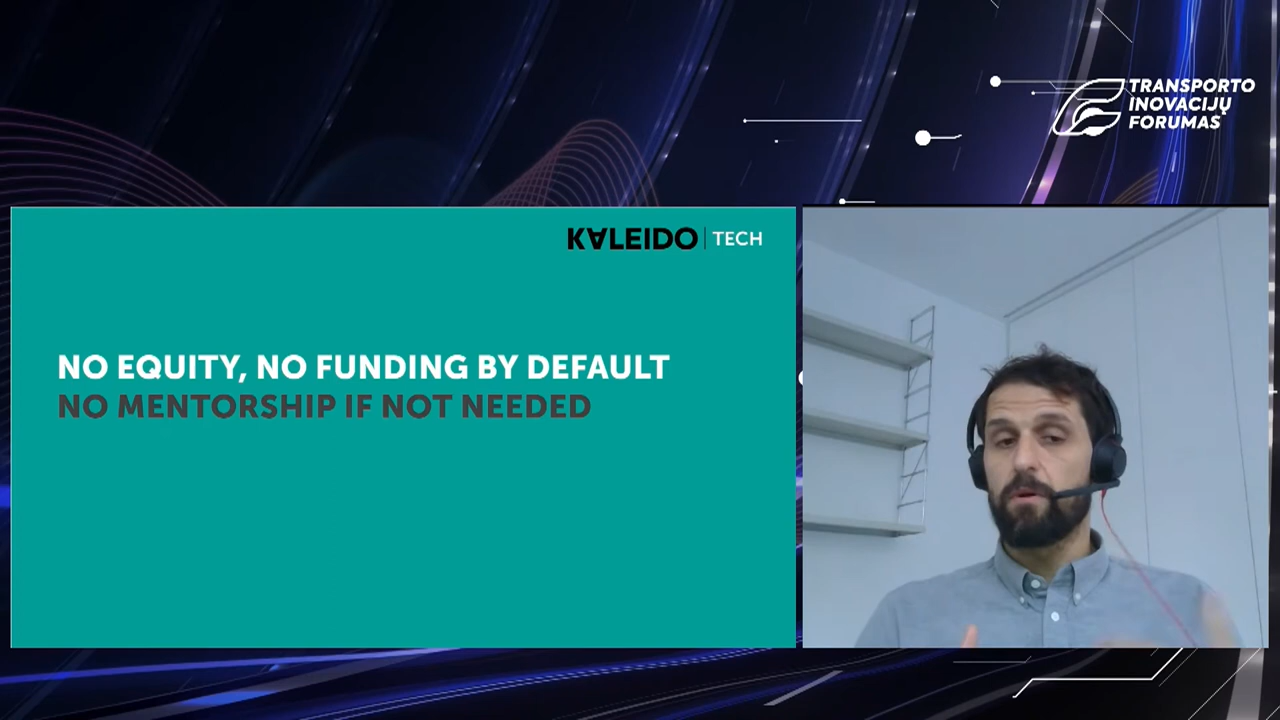 TRANSPORTO
INOVACIJŲ
FORUMAS
KALEIDO | TECH
NO EQUITY, NO FUNDING BY DEFAULT
NO MENTORSHIP IF NOT NEEDED